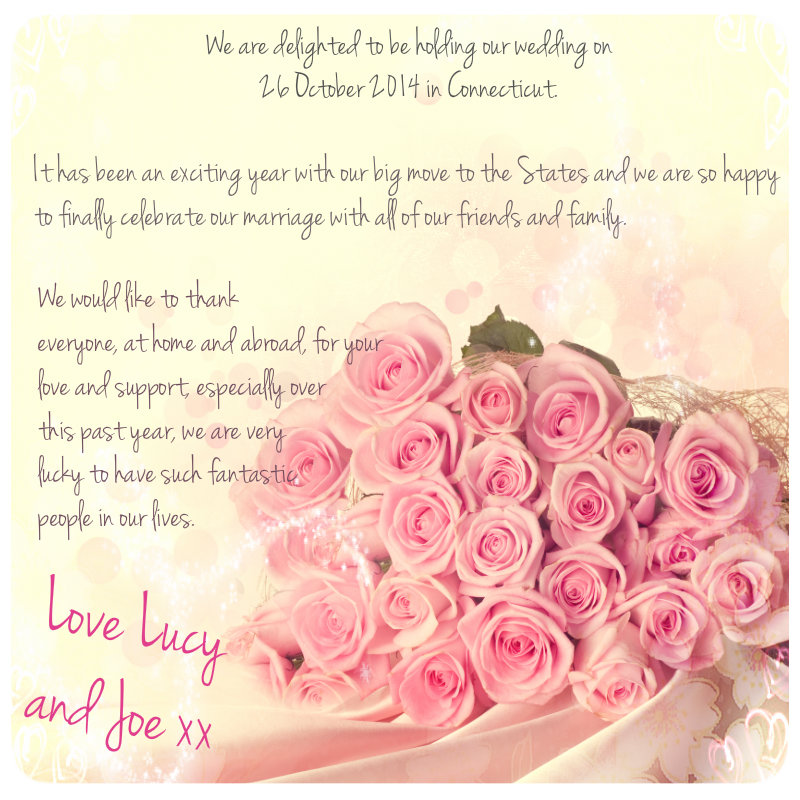 We are delighted to be holding our wedding on
26 October 2014 in Connecticut.
It has been an exciting year with our big move to the States and we are so happy
to finally celebrate our marriage with all of our friends and family.
We would like to thank
everyone, at home and abroad, for your
love and support, especially over
this past year, we are very
lucky to have such fantastic
people in our lives.
Love Lucy
and Joe xx